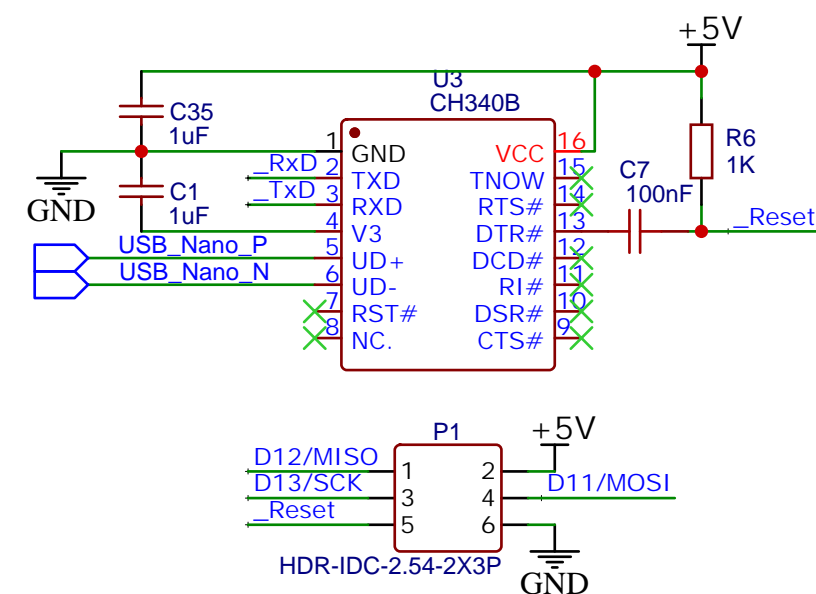 +5V
U3
CH340B
C35
1uF
1
GND
VCC
16
R6
1K
_RxD
2
TXD
TNOW
15
C7
100nF
C1
1uF
_TxD
3
RXD
RTS#
14
GND
4
V3
DTR#
13
_Reset
USB_Nano_P
5
UD+
DCD#
12
USB_Nano_N
6
UD-
RI#
11
7
RST#
DSR#
10
8
NC.
CTS#
9
P1
+5V
D12/MISO
1
2
D13/SCK
3
4
D11/MOSI
_Reset
5
6
HDR-IDC-2.54-2X3P
GND